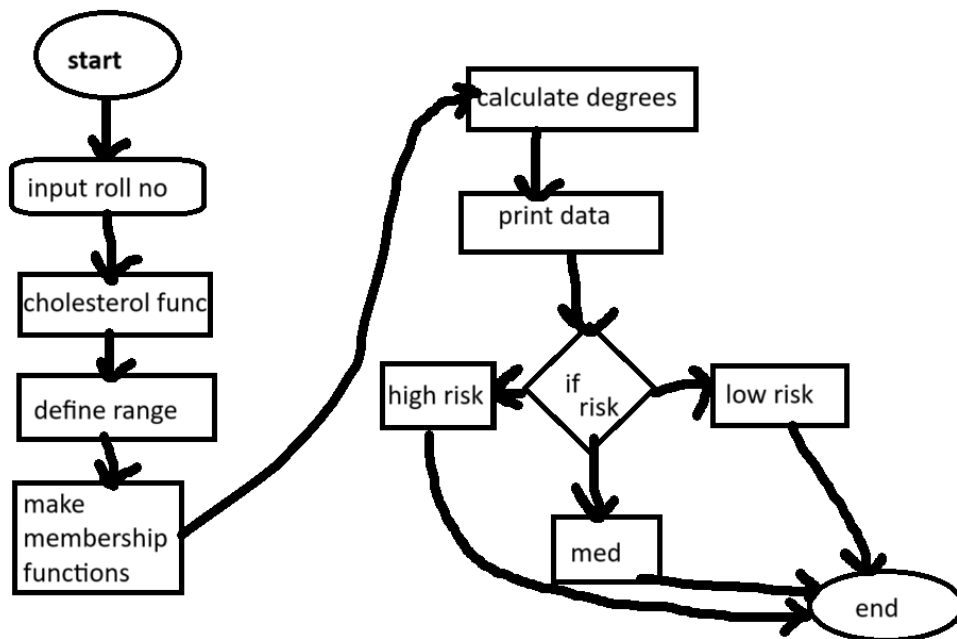 start
input roll no
cholesterol func
define range
make
membership
functions
calculate degrees
print data
if
risk
high risk
low risk
med
end